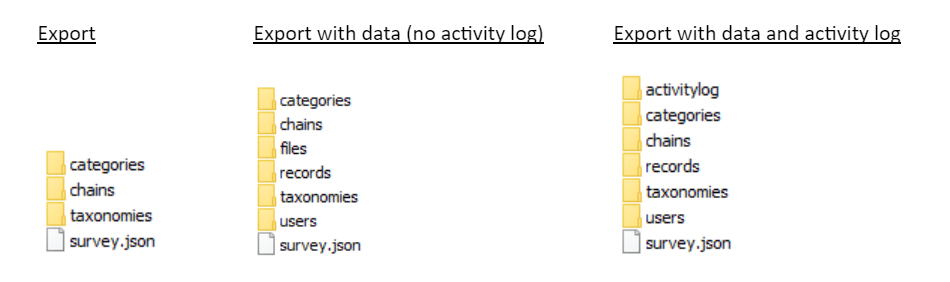 Export
categories
chains
taxonomies
survey.json
Export with data (no activity log)
categories
chains
files
records
taxonomies
users
survey.json
Export with data and activity log
activitylog
categories
chains
records
taxonomies
users
survey.json